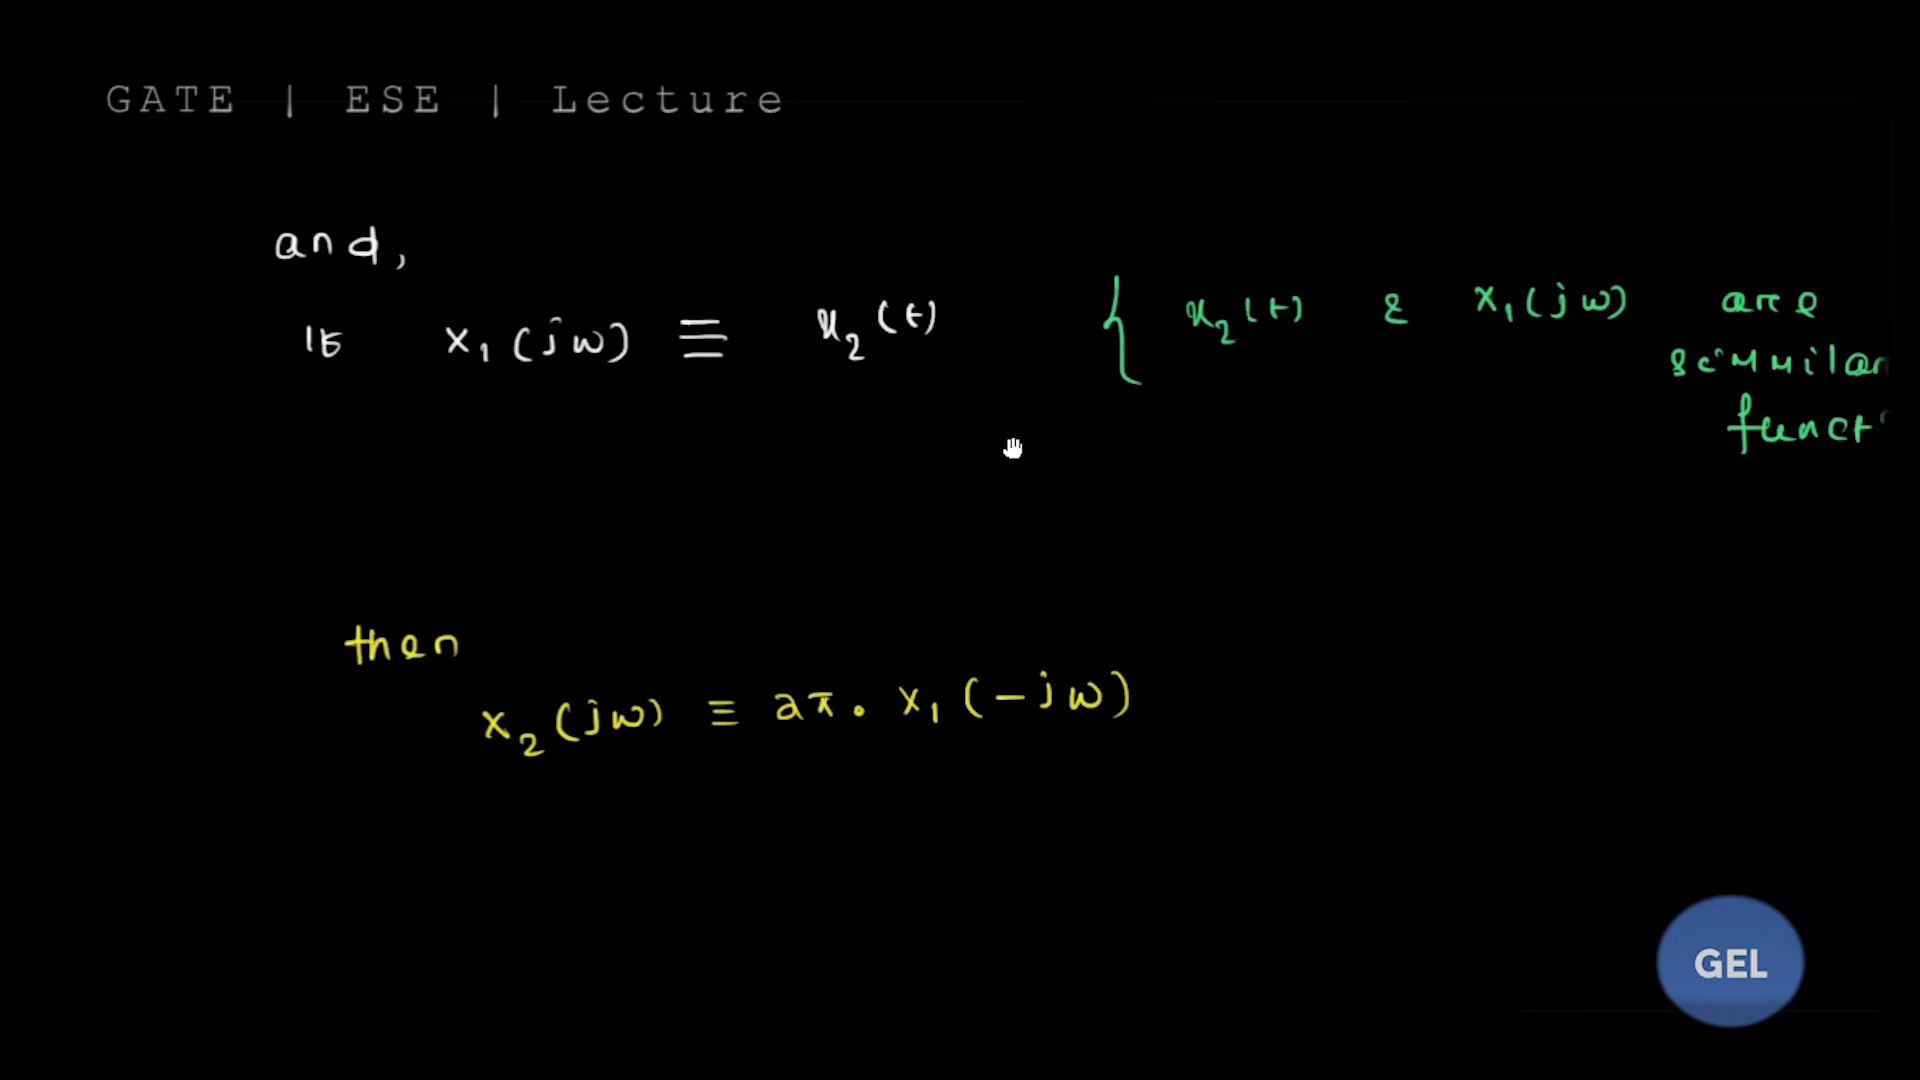 GATE | ESE | Lecture
and,
If X₁(jω) ≡ x₂(t) { x₂(t) & X₁(jω) are
similar
funct
then
X₂(jω) ≡ 2π. x₁(-jω)
GEL